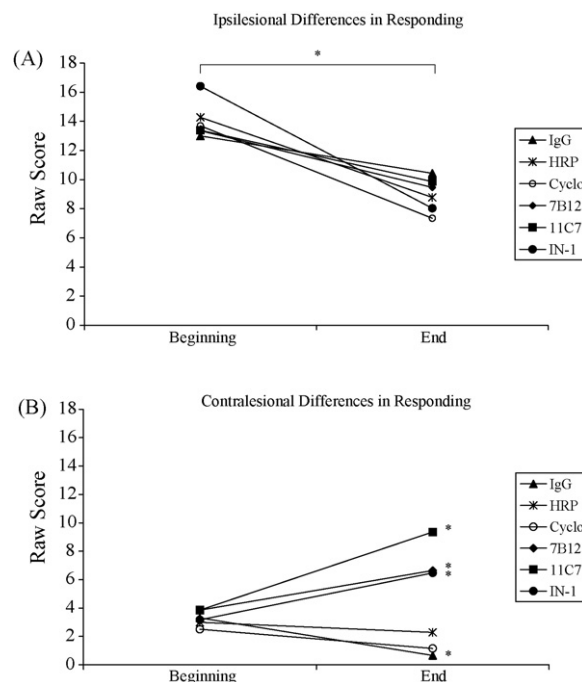 Ipsilesional Differences in Responding
(A)
*
18
16
14
12
10
8
6
4
2
0
Raw Score
Beginning
End
IgG
HRP
Cyclo
7B12
11C7
IN-1
(B)
Contralesional Differences in Responding
18
16
14
12
10
8
6
4
2
0
Raw Score
*
*
*
*
Beginning
End
IgG
HRP
Cyclo
7B12
11C7
IN-1